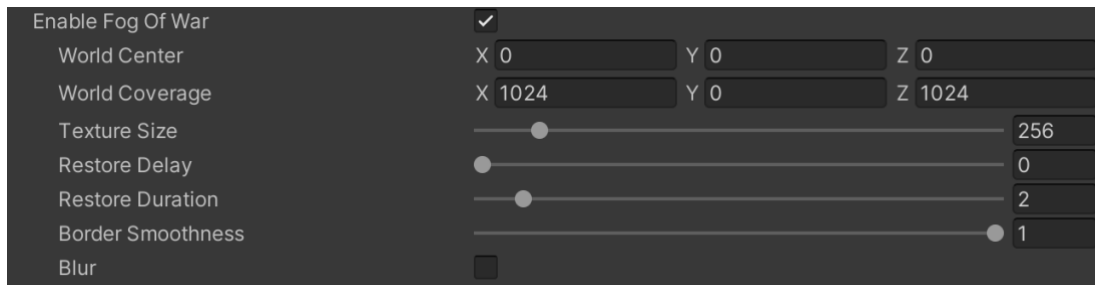 Enable Fog Of War
World Center X 0 Y 0 Z 0
World Coverage X 1024 Y 0 Z 1024
Texture Size 256
Restore Delay 0
Restore Duration 2
Border Smoothness 1
Blur